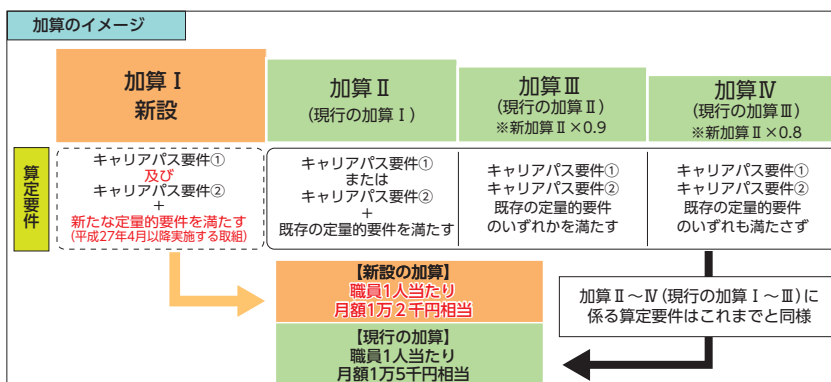 加算のイメージ
加算Ⅰ
新設
加算Ⅱ
(現行の加算Ⅰ)
加算Ⅲ
(現行の加算Ⅱ)
※新加算Ⅱ×0.9
加算Ⅳ
(現行の加算Ⅲ)
※新加算Ⅱ×0.8
算定要件
キャリアパス要件①
及び
キャリアパス要件②
+
新たな定量的要件を満たす
(平成27年4月以降実施する取組)
キャリアパス要件①
または
キャリアパス要件②
+
既存の定量的要件を満たす
キャリアパス要件①
キャリアパス要件②
既存の定量的要件
のいずれかを満たす
キャリアパス要件①
キャリアパス要件②
既存の定量的要件
のいずれも満たさず
【新設の加算】
職員1人当たり
月額1万2千円相当
【現行の加算】
職員1人当たり
月額1万5千円相当
加算Ⅱ～Ⅳ(現行の加算Ⅰ～Ⅲ)に
係る算定要件はこれまでと同様